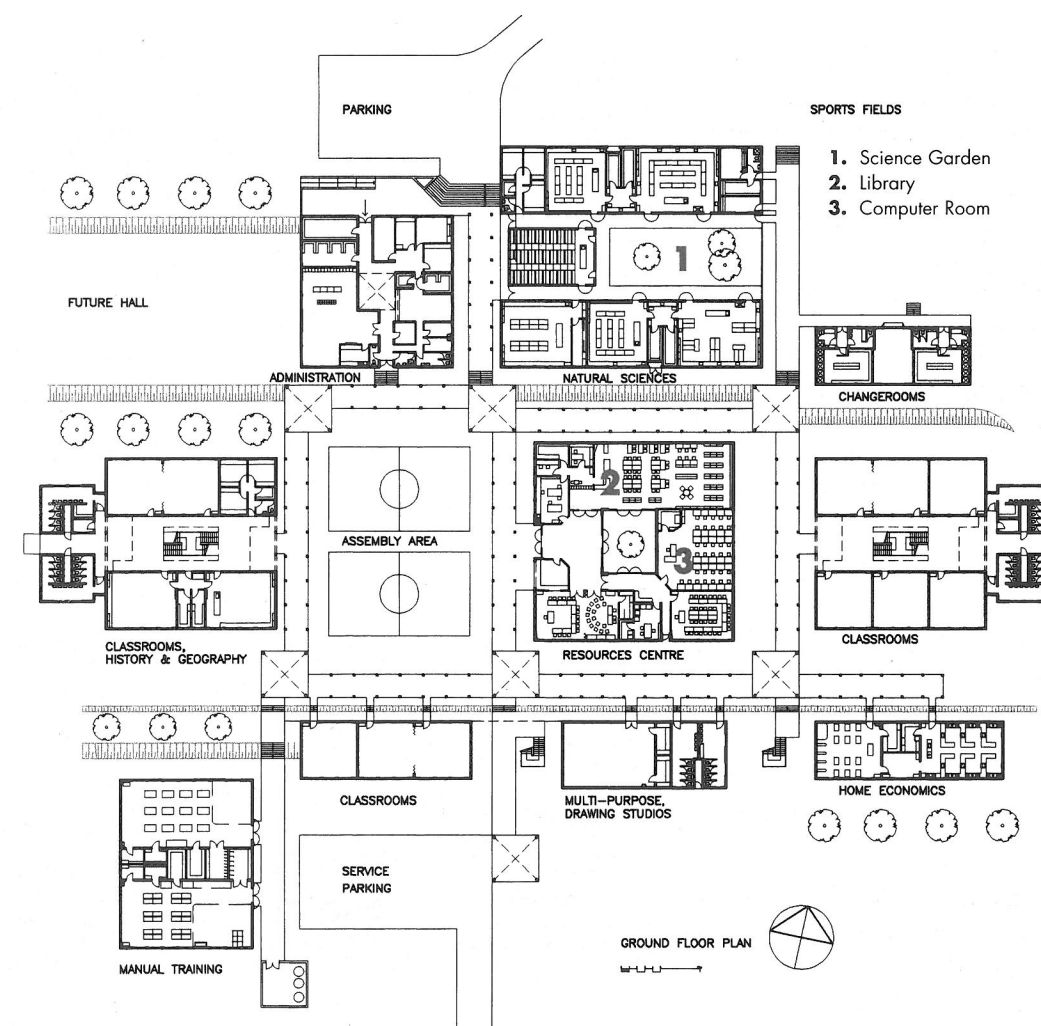 PARKING
SPORTS FIELDS
1. Science Garden
2. Library
3. Computer Room
1
FUTURE HALL
ADMINISTRATION
NATURAL SCIENCES
CHANGEROOMS
2
ASSEMBLY AREA
3
CLASSROOMS,
HISTORY & GEOGRAPHY
RESOURCES CENTRE
CLASSROOMS
CLASSROOMS
MULTI-PURPOSE,
DRAWING STUDIOS
HOME ECONOMICS
SERVICE
PARKING
MANUAL TRAINING
GROUND FLOOR PLAN